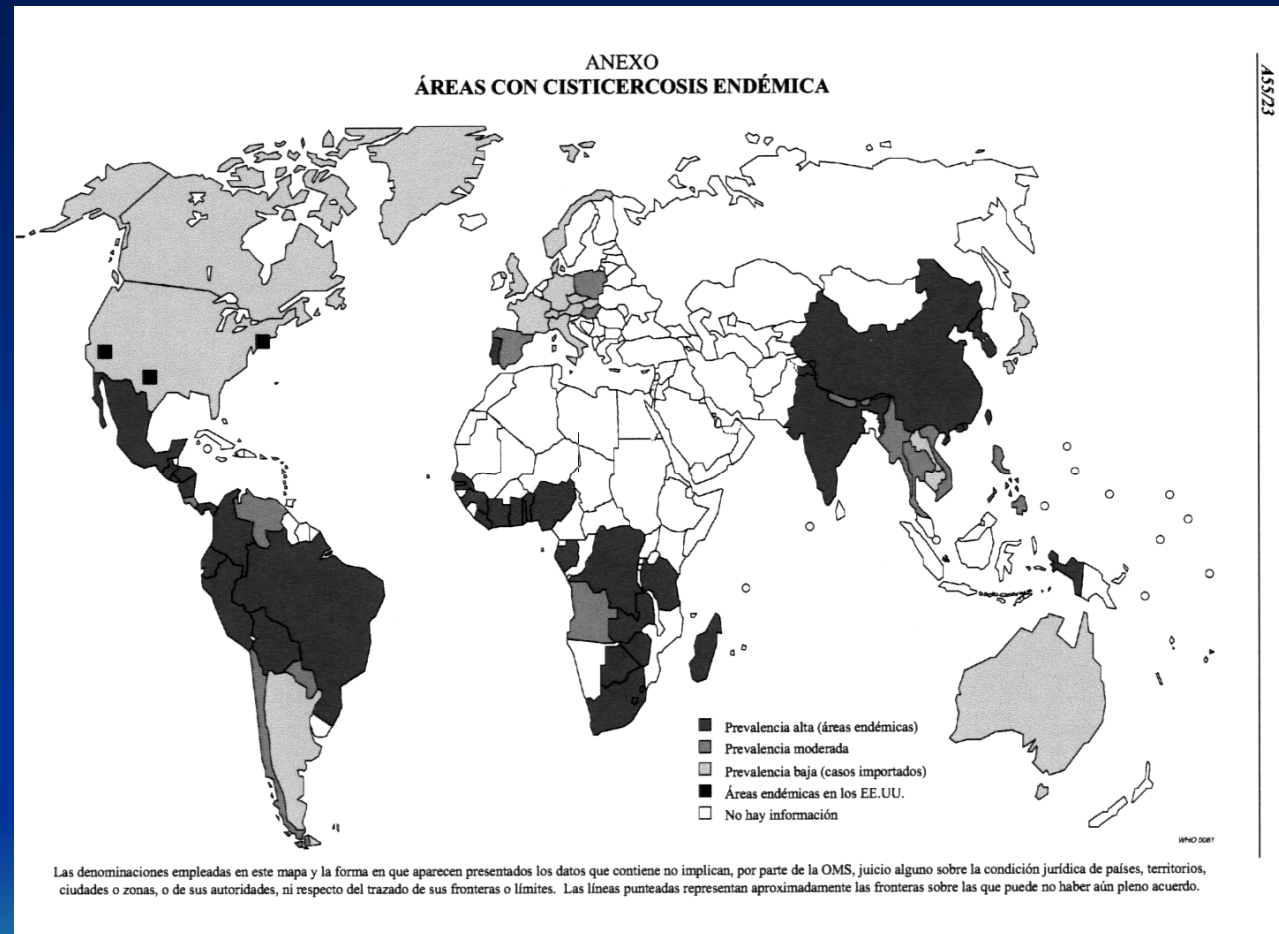 ANEXO
ÁREAS CON CISTICERCOSIS ENDÉMICA
A55/23
Prevalencia alta (áreas endémicas)
Prevalencia moderada
Prevalencia baja (casos importados)
Áreas endémicas en los EE.UU.
No hay información
WHO 0081
Las denominaciones empleadas en este mapa y la forma en que aparecen presentados los datos que contiene no implican, por parte de la OMS, juicio alguno sobre la condición jurídica de países, territorios,
ciudades o zonas, o de sus autoridades, ni respecto del trazado de sus fronteras o límites. Las líneas punteadas representan aproximadamente las fronteras sobre las que puede no haber aún pleno acuerdo.